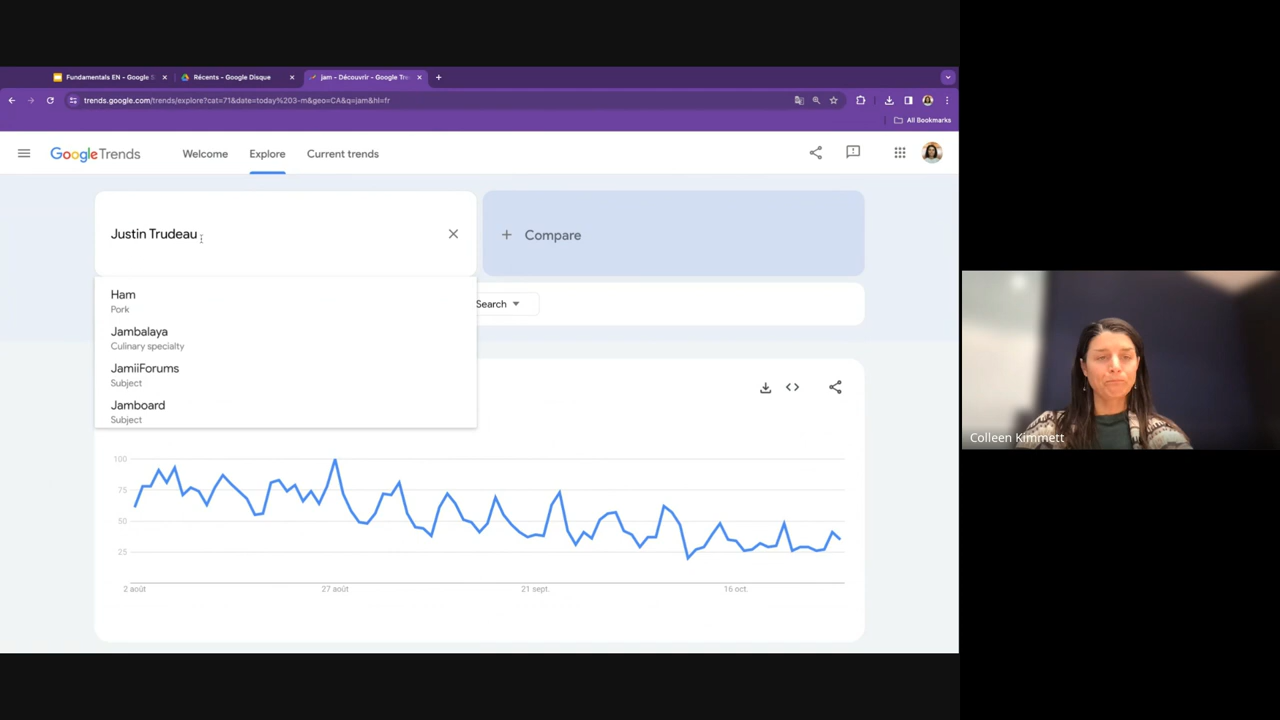 Fundamentals EN - Google S
Récents - Google Disque
jam - Découvrir - Google Tre
trends.google.com/trends/explore?cat=71&date=today%203-m&geo=CA&q=jam&hl=fr
All Bookmarks
Google Trends
Welcome
Explore
Current trends
Justin Trudeau
+ Compare
Ham
Pork
Jambalaya
Culinary specialty
JamiiForums
Subject
Jamboard
Subject
Search
100
75
50
25
2 août
27 août
21 sept.
16 oct.
Colleen Kimmett